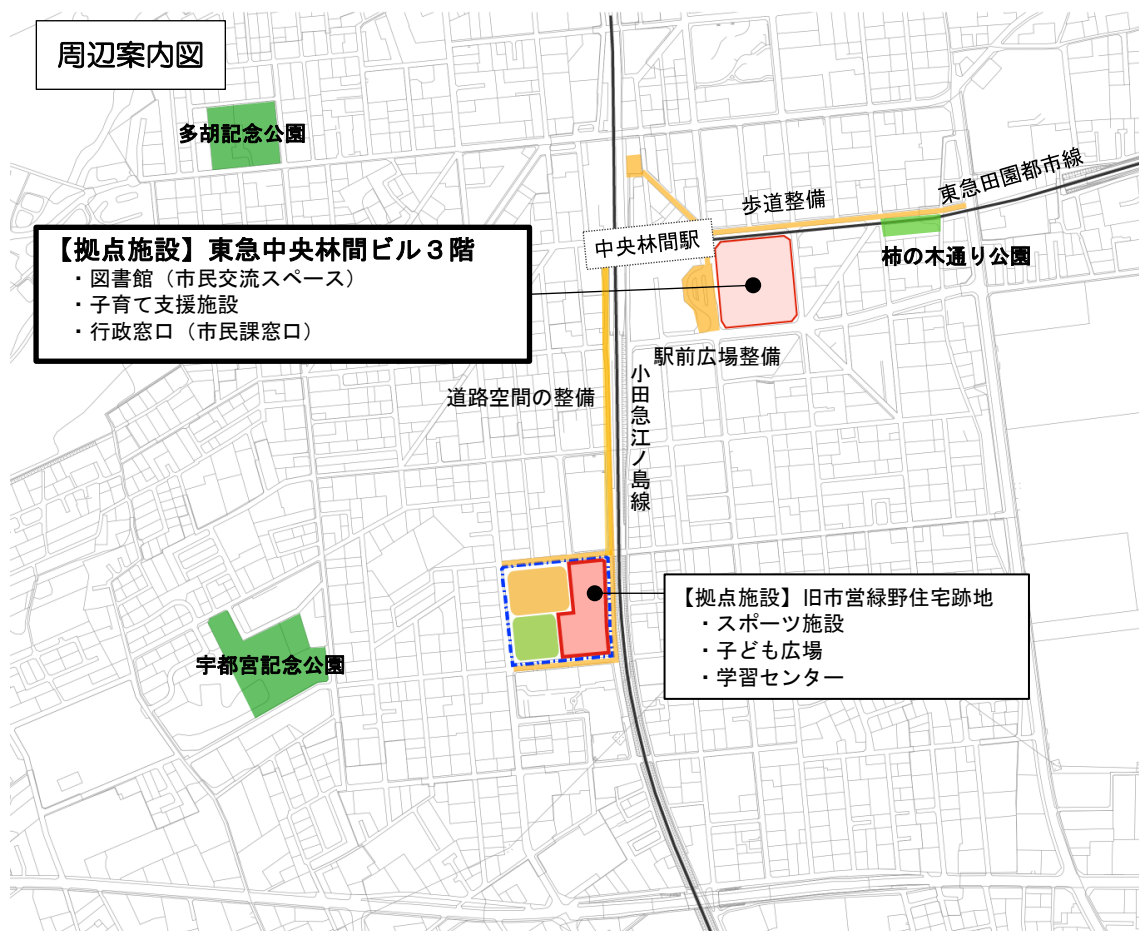 周辺案内図
多胡記念公園
東急田園都市線
歩道整備
中央林間駅
柿の木通り公園
【拠点施設】東急中央林間ビル３階
・図書館（市民交流スペース）
・子育て支援施設
・行政窓口（市民課窓口）
駅前広場整備
小田急江ノ島線
道路空間の整備
【拠点施設】旧市営緑野住宅跡地
・スポーツ施設
・子ども広場
・学習センター
宇都宮記念公園